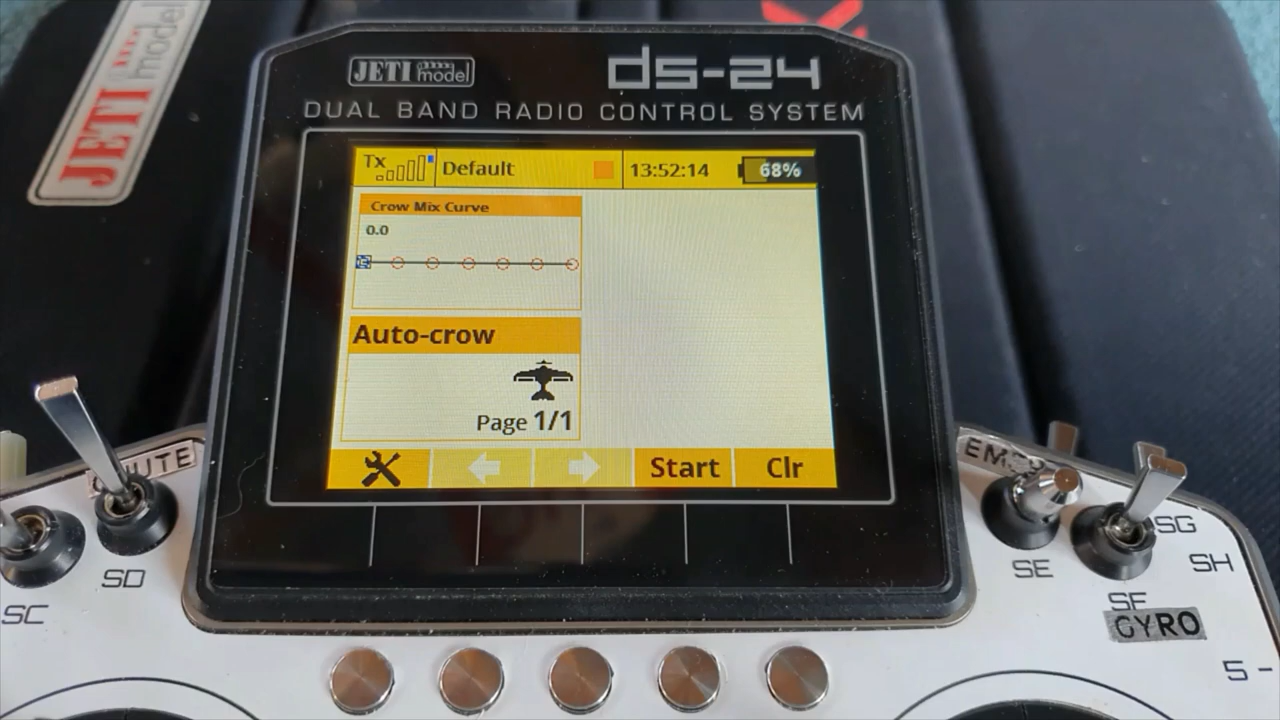 JETI model
JETI model
ds-24
DUAL BAND RADIO CONTROL SYSTEM
Tx
Default
13:52:14
68%
Crow Mix Curve
0.0
Auto-crow
Page 1/1
Start
Clr
SD
SC
SE
SG
SH
SF
GYRO
5 -